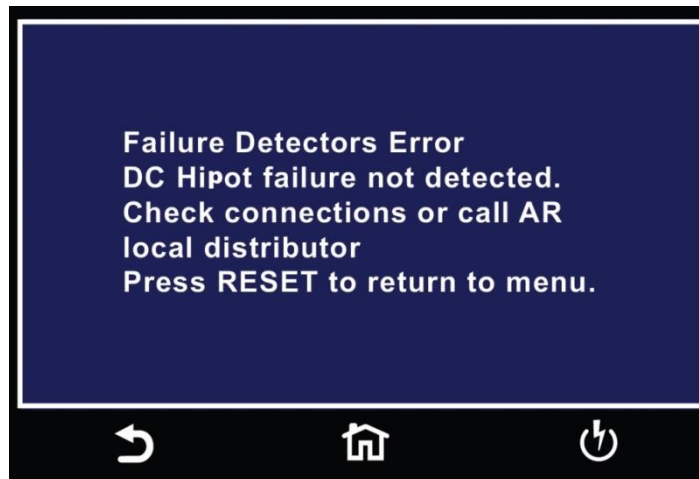 Failure Detectors Error
DC Hipot failure not detected.
Check connections or call AR
local distributor
Press RESET to return to menu.